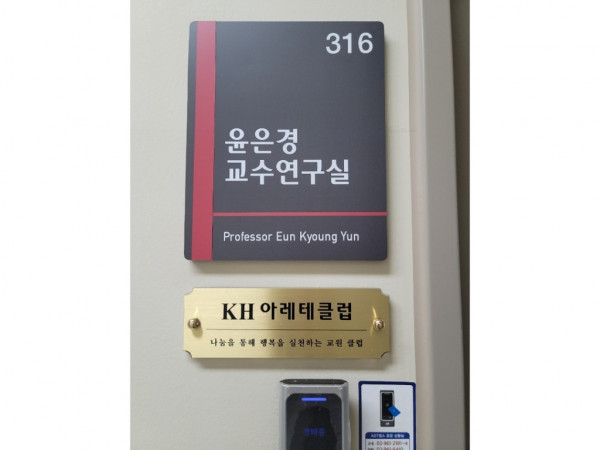 316
윤은경
교수연구실
Professor Eun Kyoung Yun
KH 아레테클럽
나눔을 통해 행복을 실천하는 교원 클럽